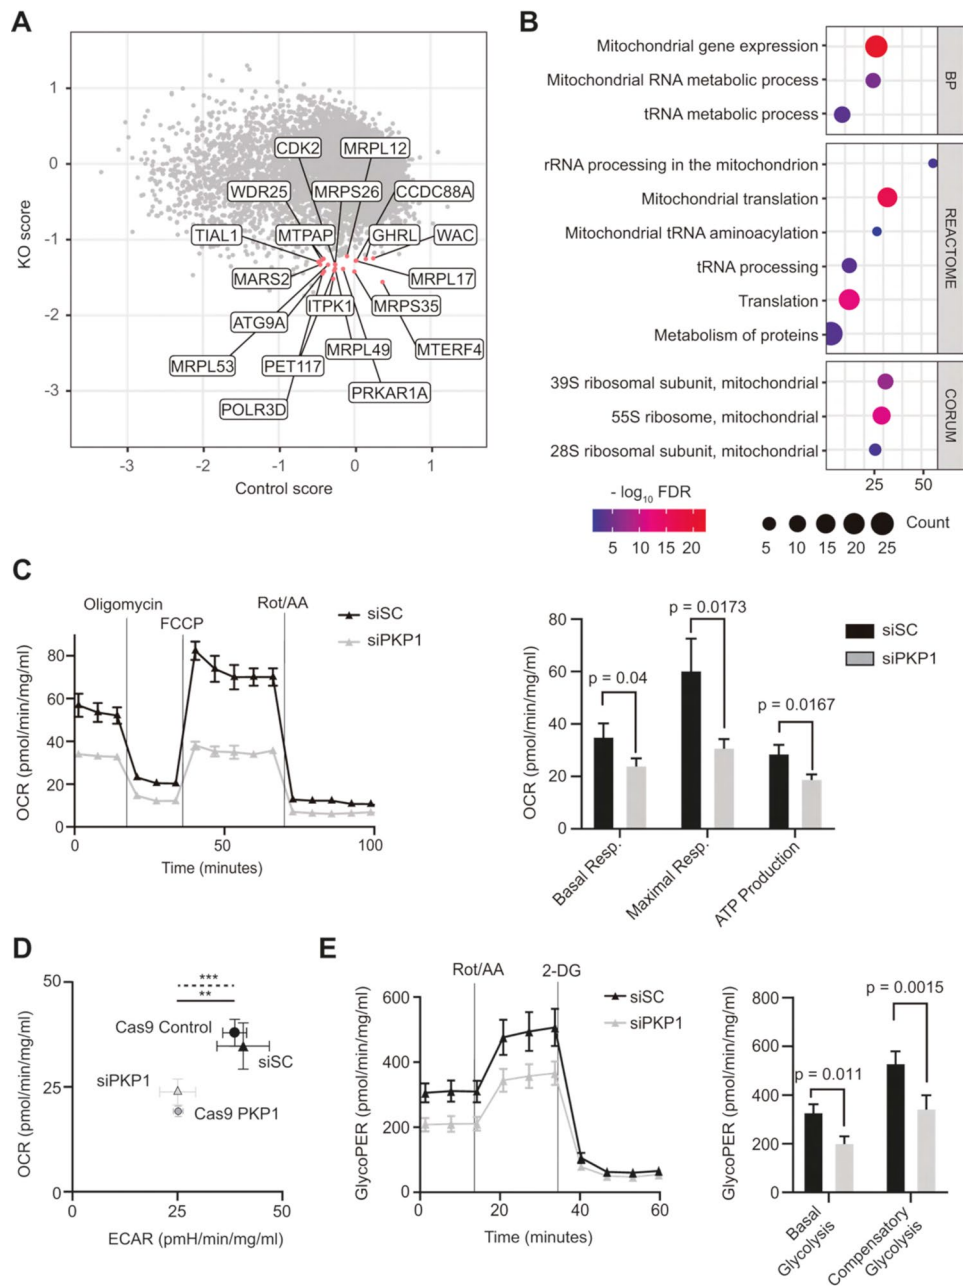 A
KO score
1
0
-1
-2
-3
CDK2
MRPL12
WDR25
MRPS26
CCDC88A
TIAL1
MTPAP
GHRL
WAC
MARS2
MRPL17
ITPK1
MRPS35
ATG9A
MRPL53
PET117
MRPL49
MTERF4
POLR3D
PRKAR1A
-3 -2 -1 0 1
Control score
B
Mitochondrial gene expression
Mitochondrial RNA metabolic process
tRNA metabolic process
BP
rRNA processing in the mitochondrion
Mitochondrial translation
Mitochondrial tRNA aminoacylation
tRNA processing
Translation
Metabolism of proteins
REACTOME
39S ribosomal subunit, mitochondrial
55S ribosome, mitochondrial
28S ribosomal subunit, mitochondrial
CORUM
25 50
- log10 FDR
5 10 15 20
Count
5 10 15 20 25
C
Oligomycin
FCCP
Rot/AA
siSC
siPKP1
OCR (pmol/min/mg/ml)
80
60
40
20
0
0 50 100
Time (minutes)
OCR (pmol/min/mg/ml)
80
60
40
20
0
p = 0.04
p = 0.0173
p = 0.0167
siSC
siPKP1
Basal Resp.
Maximal Resp.
ATP Production
D
OCR (pmol/min/mg/ml)
50
25
0
***
**
Cas9 Control
siSC
siPKP1
Cas9 PKP1
0 25 50
ECAR (pmH/min/mg/ml)
E
Rot/AA
2-DG
siSC
siPKP1
GlycoPER (pmol/min/mg/ml)
600
400
200
0
0 20 40 60
Time (minutes)
GlycoPER (pmol/min/mg/ml)
800
600
400
200
0
p = 0.011
p = 0.0015
Basal
Glycolysis
Compensatory
Glycolysis